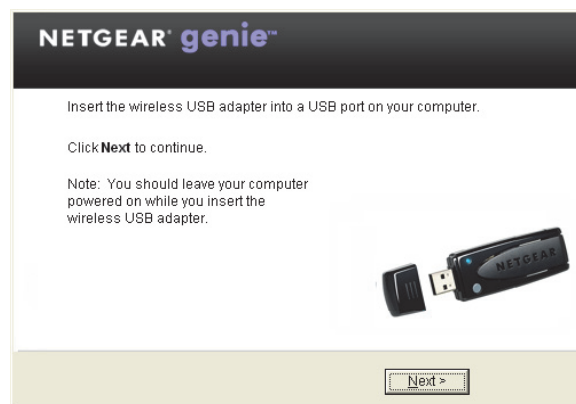 NETGEAR® genie™
Insert the wireless USB adapter into a USB port on your computer.
Click Next to continue.
Note: You should leave your computer
powered on while you insert the
wireless USB adapter.
NETGEAR
Next >